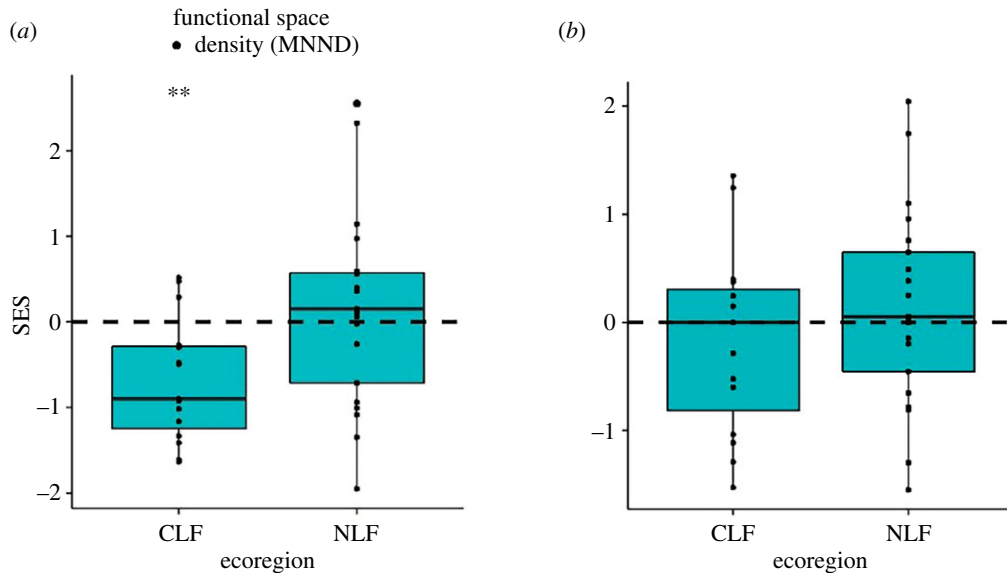 (a)
functional space
density (MNND)
**
2
1
0
–1
–2
SES
CLF
NLF
ecoregion
(b)
2
1
0
–1
CLF
NLF
ecoregion